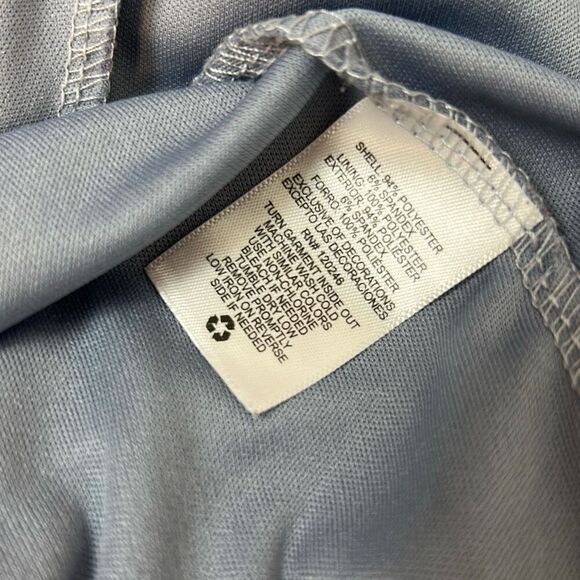 SHELL: 94% POLYESTER
6% SPANDEX
LINING: 100% POLYESTER
EXTERIOR: 94% POLIESTER
6% SPANDEX
FORRO: 100% POLIESTER
EXCLUSIVE OF DECORATIONS
EXCEPTO LAS DECORACIONES
RN# 120246
TURN GARMENT INSIDE OUT
MACHINE WASH COLD
WITH SIMILAR COLORS
USE NON-CHLORINE
BLEACH IF NEEDED
TUMBLE DRY LOW
REMOVE PROMPTLY
LOW IRON ON REVERSE
SIDE IN NEEDED